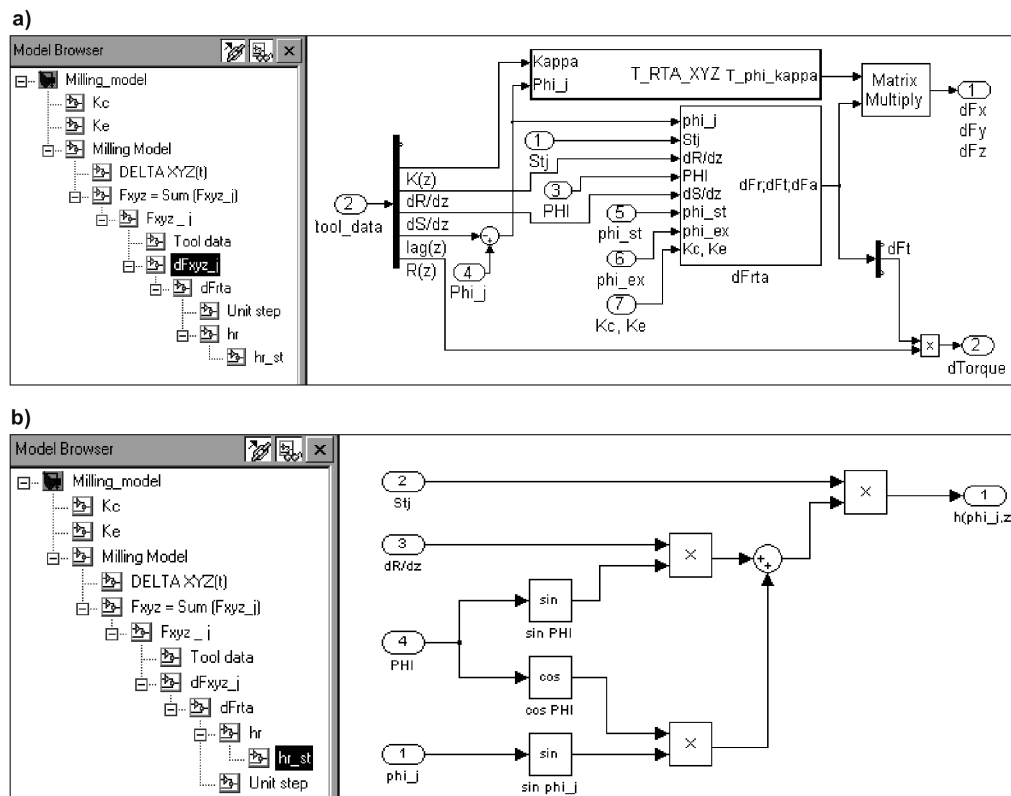 a)
Model Browser
Milling_model
Kc
Ke
Milling Model
DELTA XYZ(t)
Fxyz = Sum (Fxyz_j)
Fxyz _ j
Tool data
dFxyz_j
dFrta
Unit step
hr
hr_st
Kappa
Phi_j
T_RTA_XYZ T_phi_kappa
Matrix
Multiply
1
dFx
dFy
dFz
2
tool_data
K(z)
dR/dz
dS/dz
lag(z)
R(z)
4
Phi_j
1
Stj
3
PHI
5
phi_st
6
phi_ex
7
Kc, Ke
phi_j
Stj
dR/dz
PHI
dS/dz
phi_st
phi_ex
Kc, Ke
dFr;dFt;dFa
dFrta
dFt
x
2
dTorque
b)
Model Browser
Milling_model
Kc
Ke
Milling Model
DELTA XYZ(t)
Fxyz = Sum (Fxyz_j)
Fxyz _ j
Tool data
dFxyz_j
dFrta
hr
hr_st
Unit step
2
Stj
3
dR/dz
4
PHI
1
phi_j
sin
sin PHI
cos
cos PHI
sin
sin phi_j
×
×
+
+
×
1
h(phi_j,z